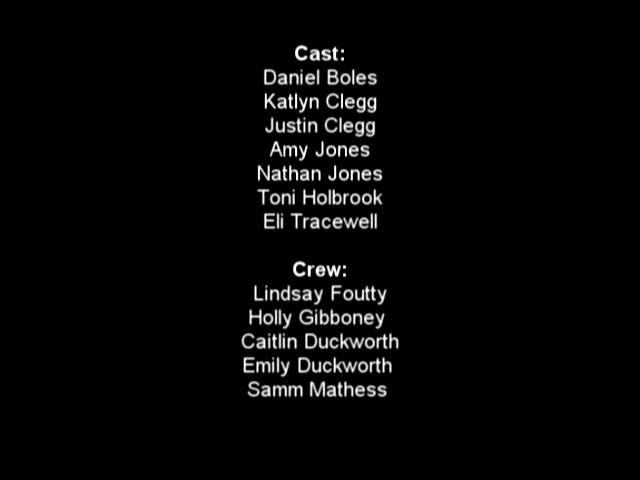 Cast:
Daniel Boles
Katlyn Clegg
Justin Clegg
Amy Jones
Nathan Jones
Toni Holbrook
Eli Tracewell
Crew:
Lindsay Foutty
Holly Gibboney
Caitlin Duckworth
Emily Duckworth
Samm Mathess